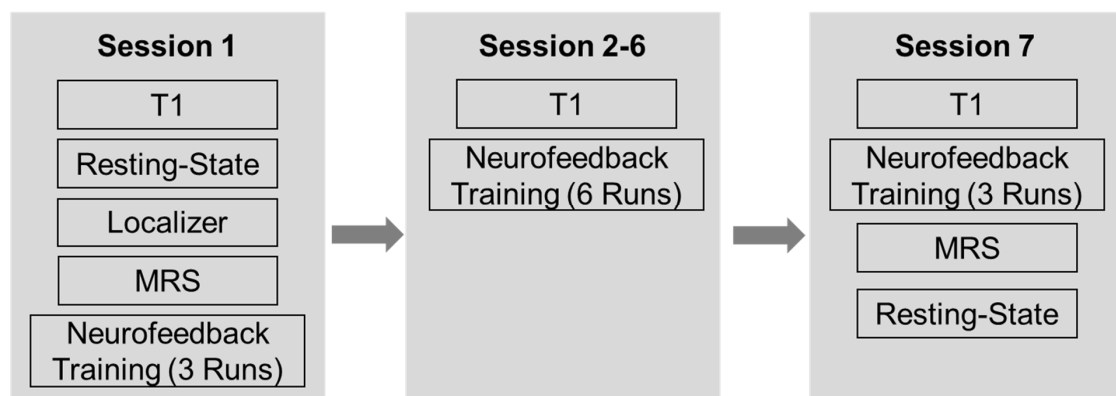 Session 1
T1
Resting-State
Localizer
MRS
Neurofeedback
Training (3 Runs)
Session 2-6
T1
Neurofeedback
Training (6 Runs)
Session 7
T1
Neurofeedback
Training (3 Runs)
MRS
Resting-State